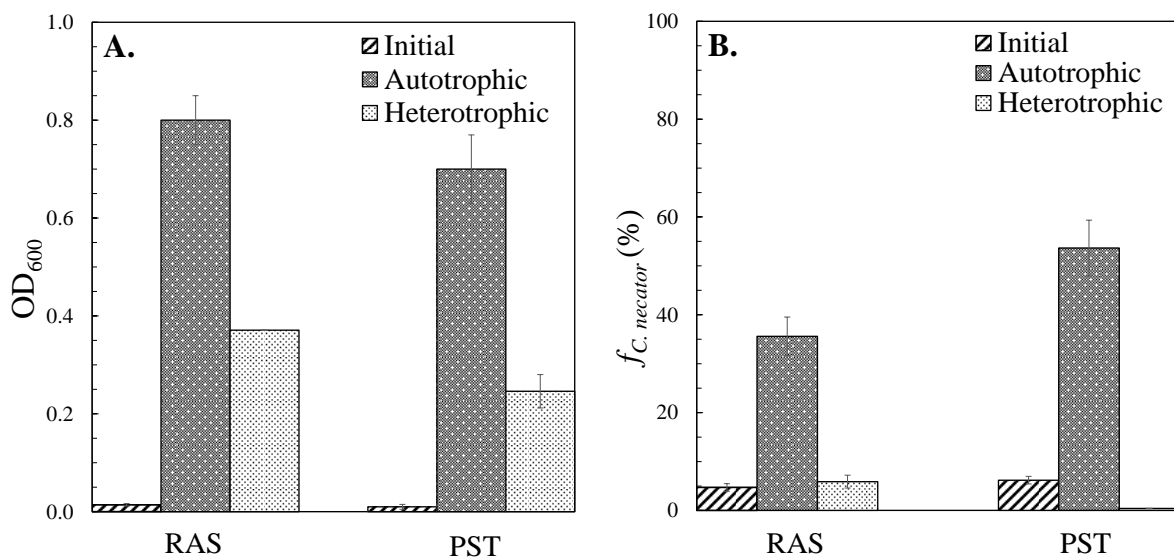 A.
Initial
Autotrophic
Heterotrophic
1.0
0.8
0.6
0.4
0.2
0.0
OD600
RAS PST
B.
Initial
Autotrophic
Heterotrophic
100
80
60
40
20
0
fC. necator (%)
RAS PST